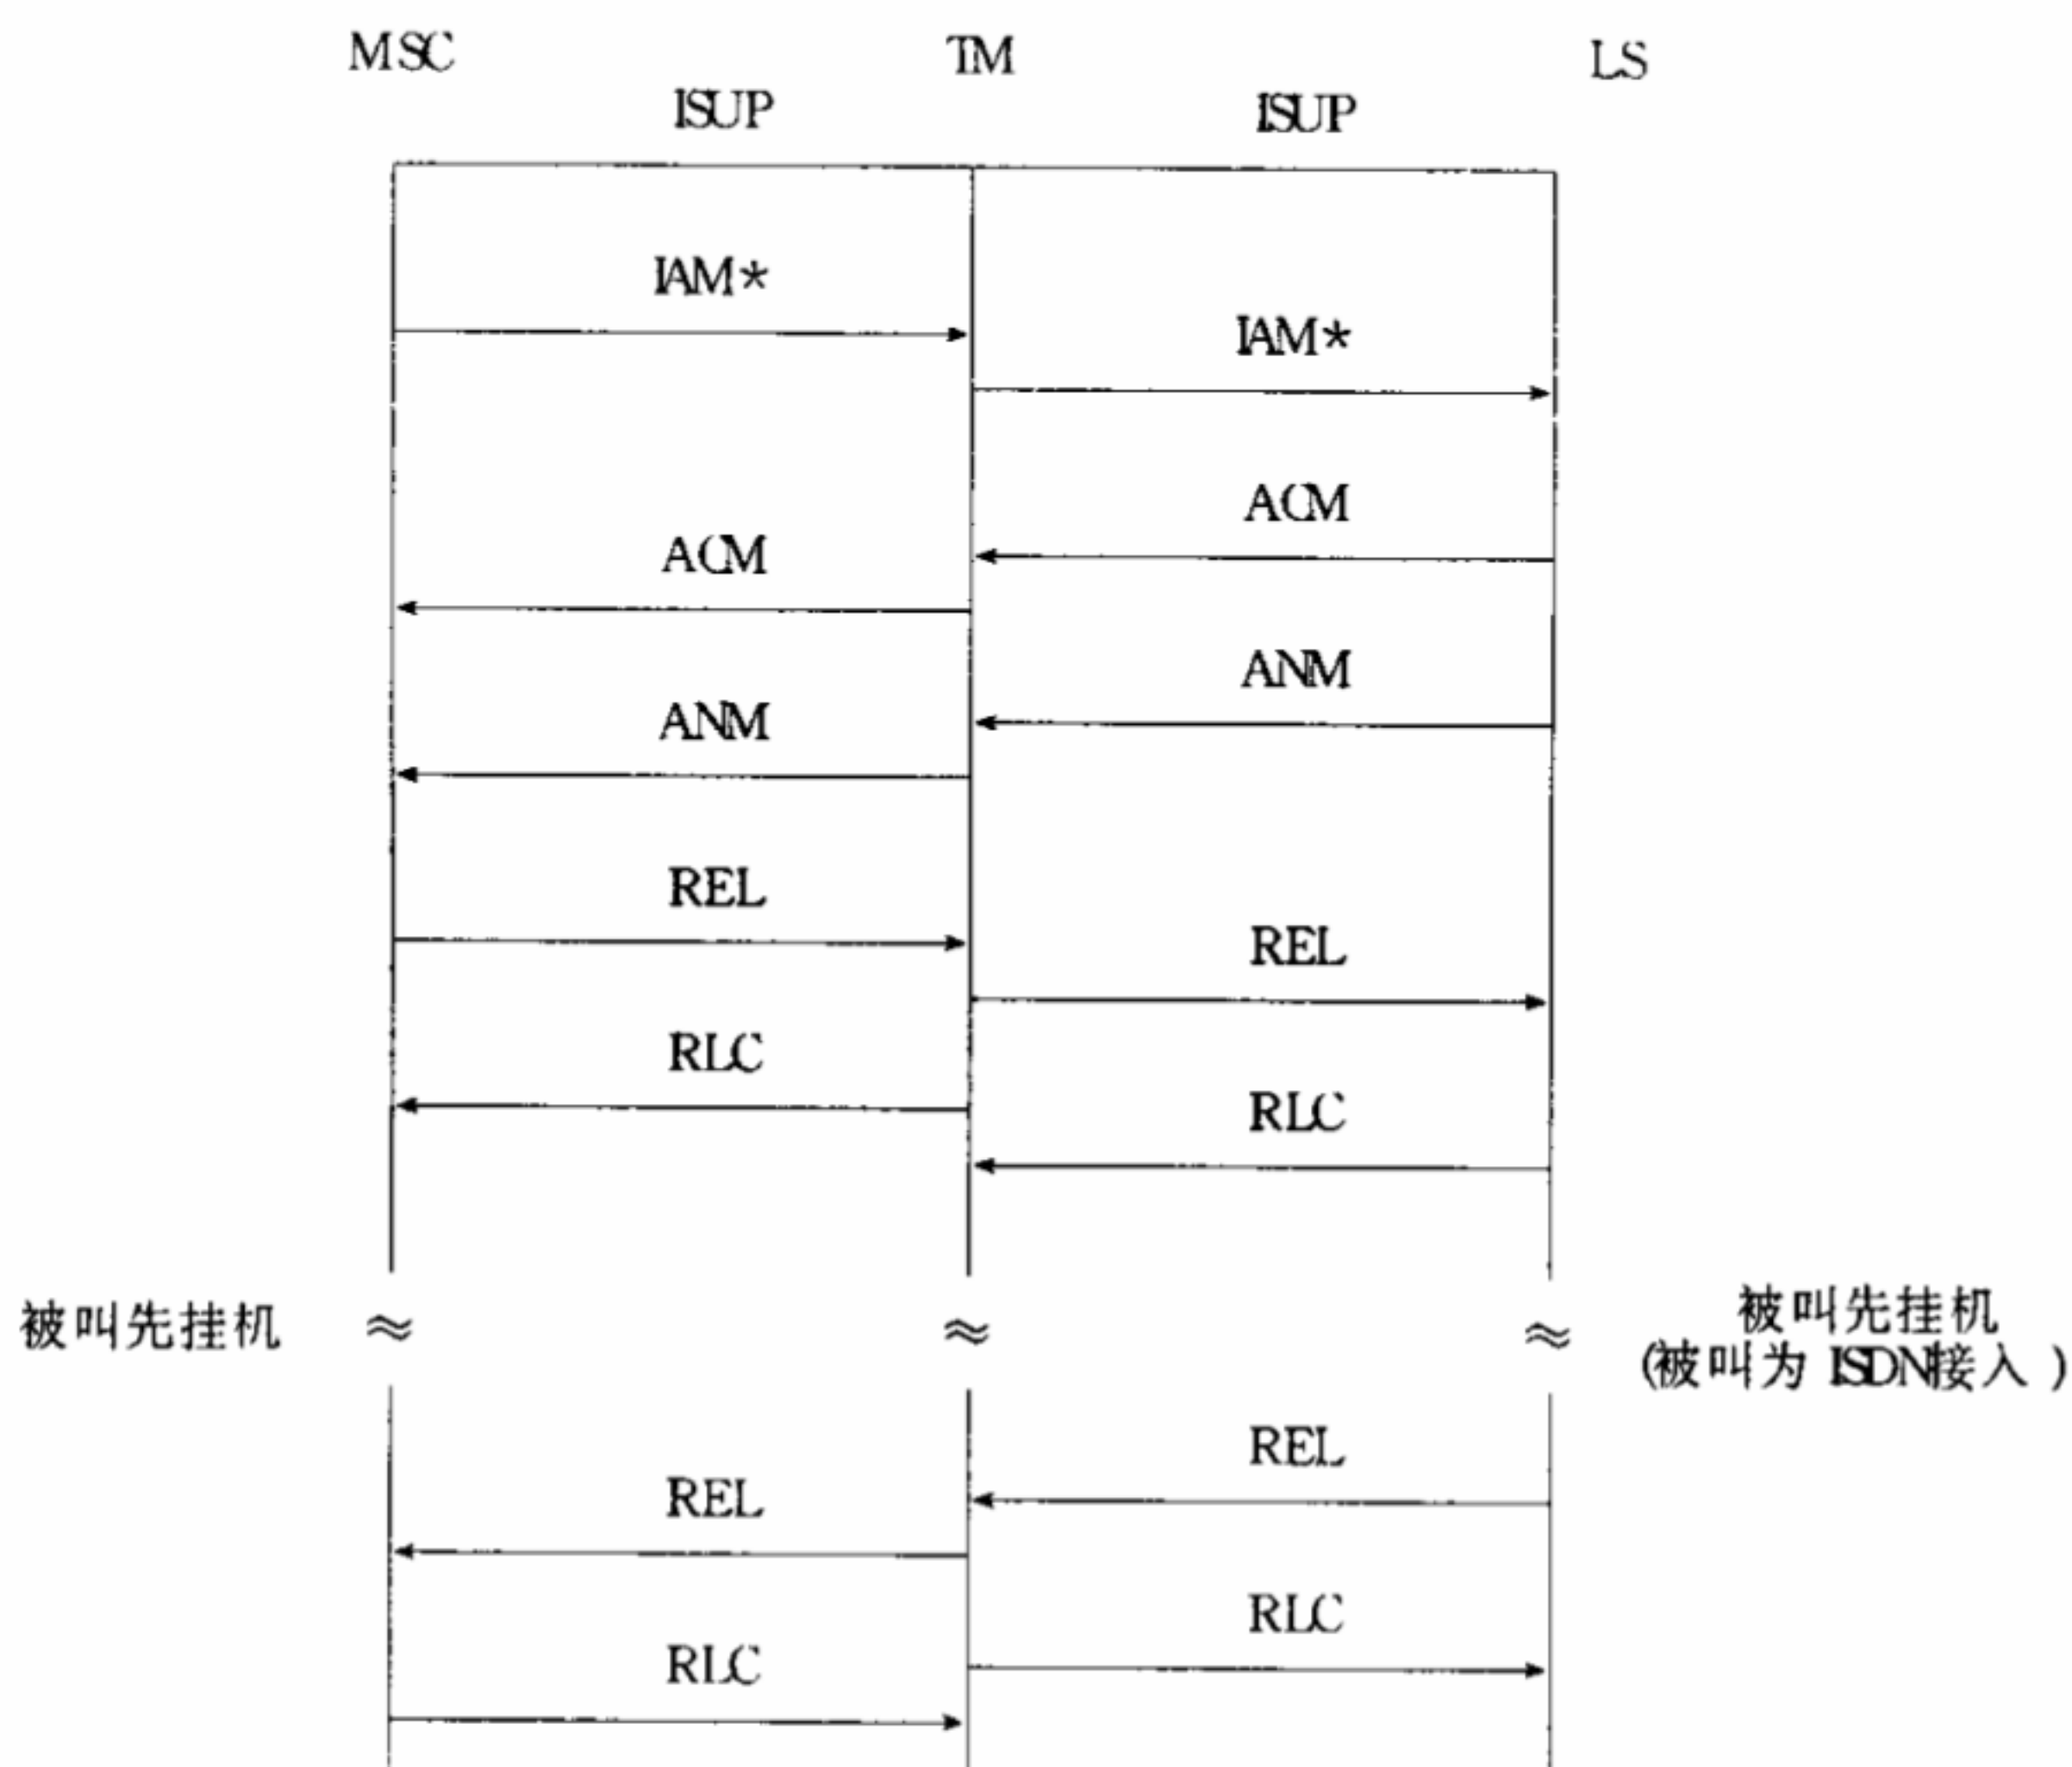 MSC
TM
LS
ISUP
ISUP
IAM*
IAM*
ACM
ACM
ANM
ANM
REL
REL
RLC
RLC
被叫先挂机
被叫先挂机
(被叫为 ISDN接入)
REL
REL
RLC
RLC